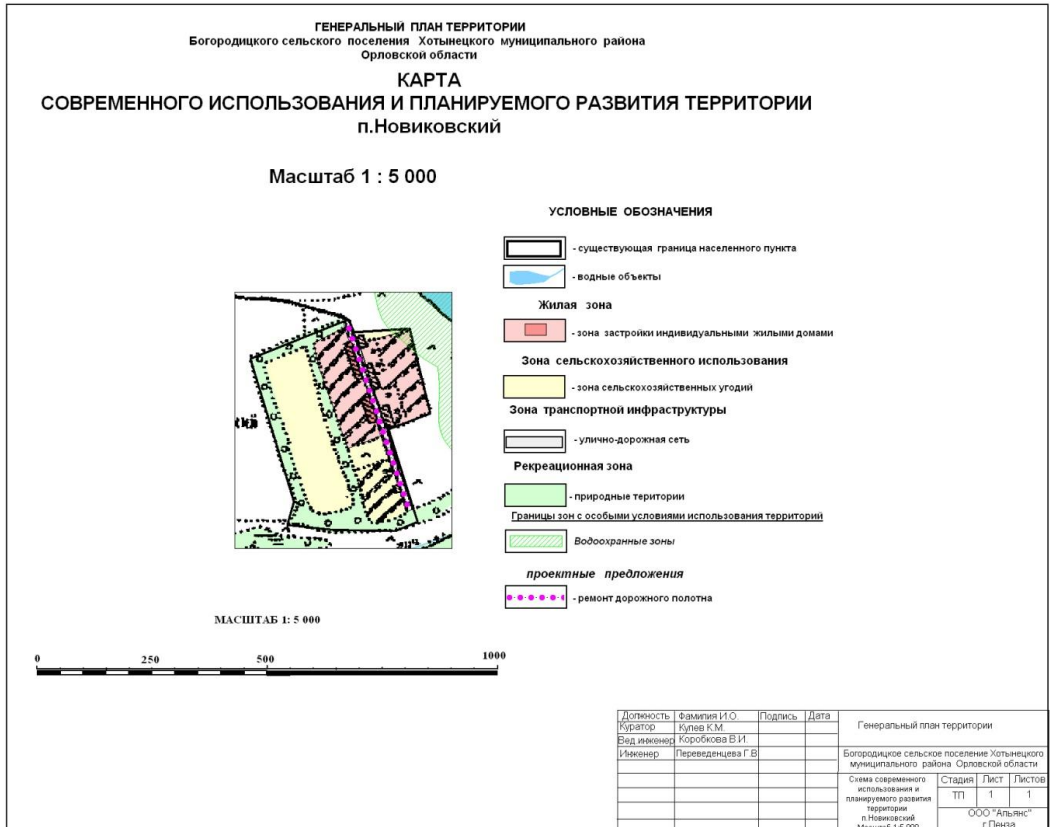 ГЕНЕРАЛЬНЫЙ ПЛАН ТЕРРИТОРИИ
Богородицкого сельского поселения Хотынецкого муниципального района
Орловской области
КАРТА
СОВРЕМЕННОГО ИСПОЛЬЗОВАНИЯ И ПЛАНИРУЕМОГО РАЗВИТИЯ ТЕРРИТОРИИ
п.Новиковский
Масштаб 1 : 5 000
УСЛОВНЫЕ ОБОЗНАЧЕНИЯ
- существующая граница населенного пункта
- водные объекты
Жилая зона
- зона застройки индивидуальными жилыми домами
Зона сельскохозяйственного использования
- зона сельскохозяйственных угодий
Зона транспортной инфраструктуры
- улично-дорожная сеть
Рекреационная зона
- природные територии
Границы зон с особыми условиями использования территорий
Водоохранные зоны
проектные предложения
- ремонт дорожного полотна
МАСШТАБ 1: 5 000
0 250 500 1000
Должность Фамилия И.О. Подпись Дата
Куратор Кулев К.М.
Вед.инженер Коробкова В.И.
Инженер Переведенцева Г.В
Генеральный план территории
Богородицкое сельское поселение Хотынецкого
муниципального района Орловской области
Схема современного
использования и
планируемого развития
территории
п.Новиковский
Масштаб 1:5 000
Стадия Лист Листов
ТП 1 1
ООО "Альянс"
г.Пенза